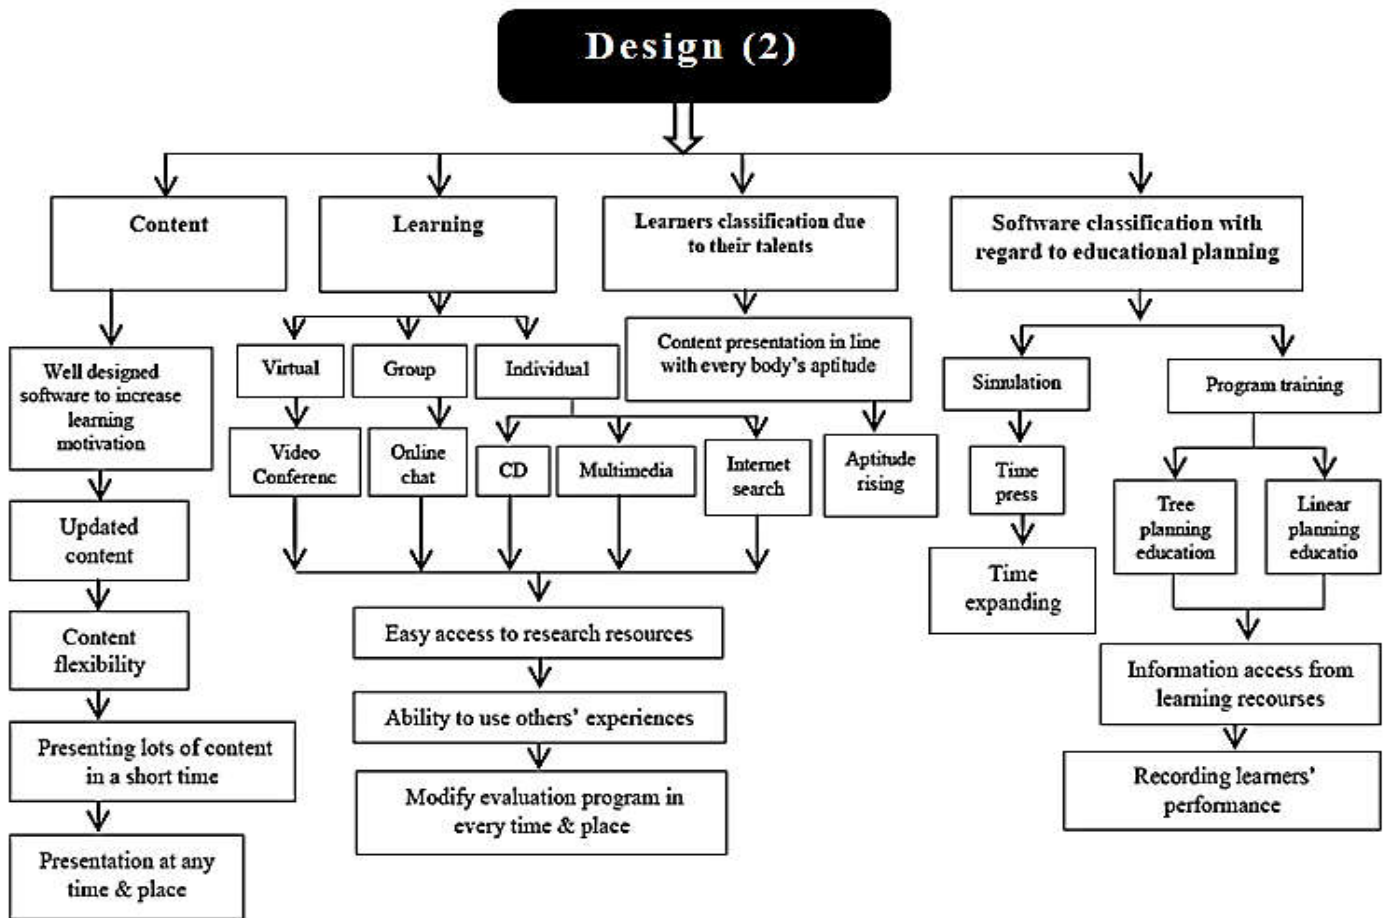 Design (2)
Content
Learning
Learners classification due
to their talents
Software classification with
regard to educational planning
Well designed
software to increase
learning
motivation
Updated
content
Content
flexibility
Presenting lots of content
in a short time
Presentation at any
time & place
Virtual
Group
Individual
Video
Conferenc
Online
chat
CD
Multimedia
Internet
search
Easy access to research resources
Ability to use others' experiences
Modify evaluation program in
every time & place
Content presentation in line
with every body's aptitude
Aptitude
rising
Simulation
Time
press
Time
expanding
Program training
Tree
planning
education
Linear
planning
educatio
Information access from
learning recourses
Recording learners'
performance